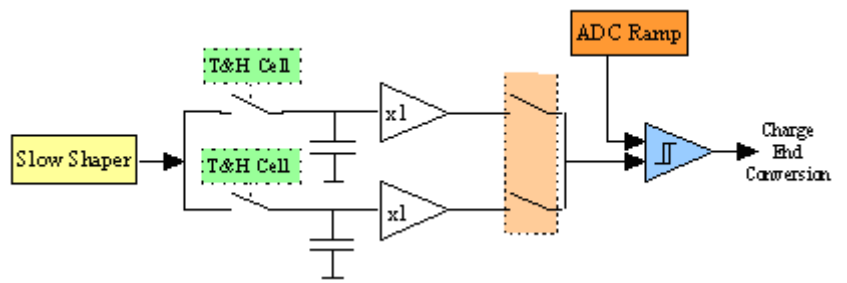 ADC Ramp
T&H Cell
x1
Slow Shaper
T&H Cell
x1
Charge
End
Conversion